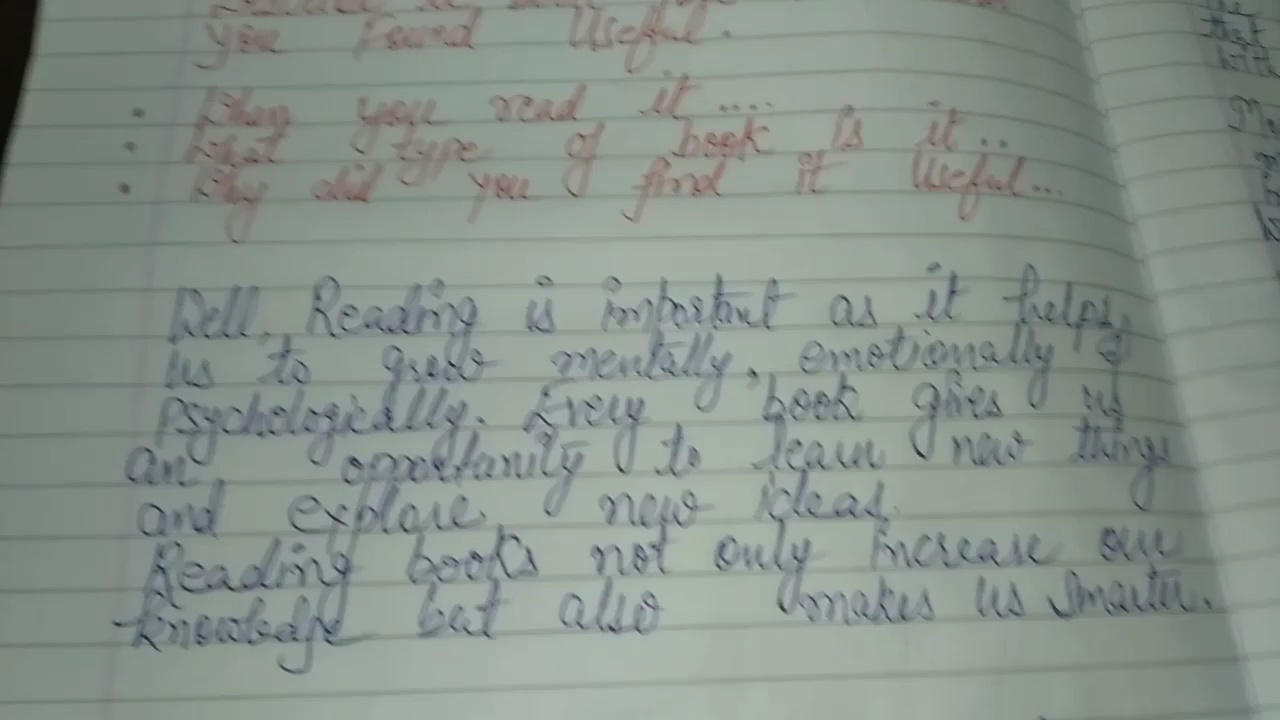 you Found Useful.
• When you read it ....
• What type of book is it..
• Why did you find it Useful...
Well, Reading is important as it helps
us to grow mentally, emotionally &
psychologically. Every book gives us
an opportunity to learn new things
and explore new ideas.
Reading books not only increase our
knowledge but also makes us Smarter.